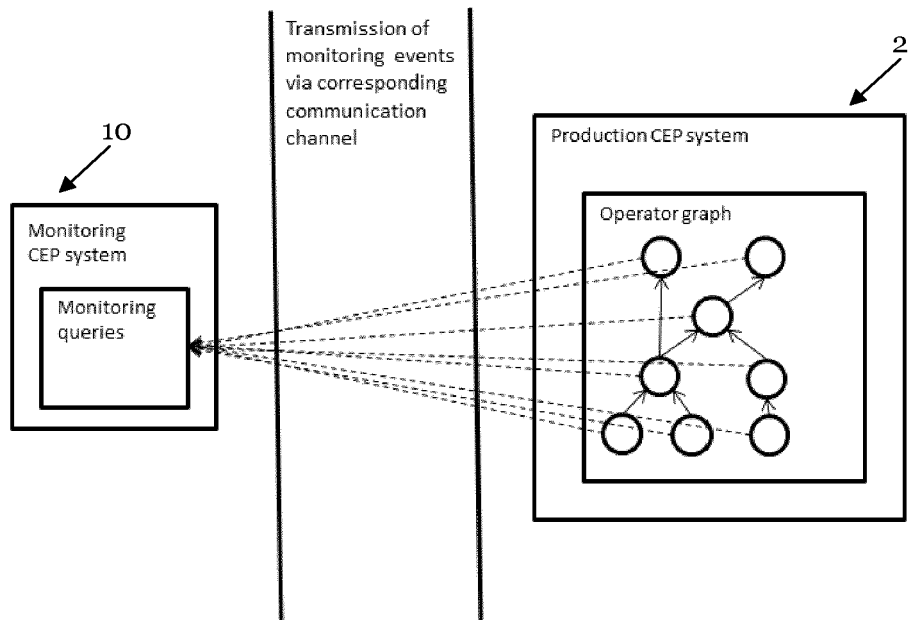 Transmission of
monitoring events
via corresponding
communication
channel
2
Production CEP system
10
Operator graph
Monitoring
CEP system
Monitoring
queries